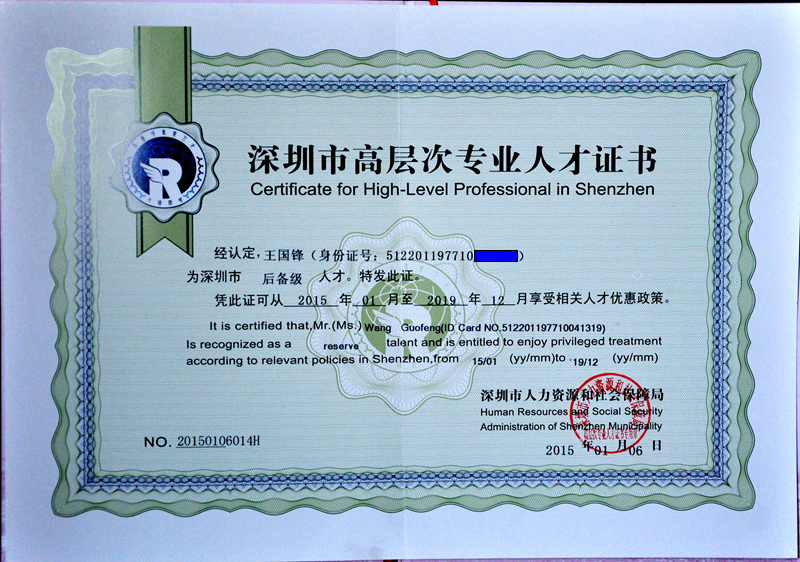 深圳市高层次专业人才证书
Certificate for High-Level Professional in Shenzhen
经认定,王国锋(身份证号:512201197710)
为深圳市 后备级 人才。特发此证。
凭此证可从 2015 年 01 月至 2019 年 12 月享受相关人才优惠政策。
It is certified that,Mr.(Ms.) Wang Guofeng(ID Card NO.512201197710041319)
Is recognized as a reserve talent and is entitled to enjoy privileged treatment
according to relevant policies in Shenzhen,from 15/01 (yy/mm)to 19/12 (yy/mm)
深圳市人力资源和社会保障局
Human Resources and Social Security
Administration of Shenzhen Municipality
NO. 20150106014H
2015 年 01 月 06 日